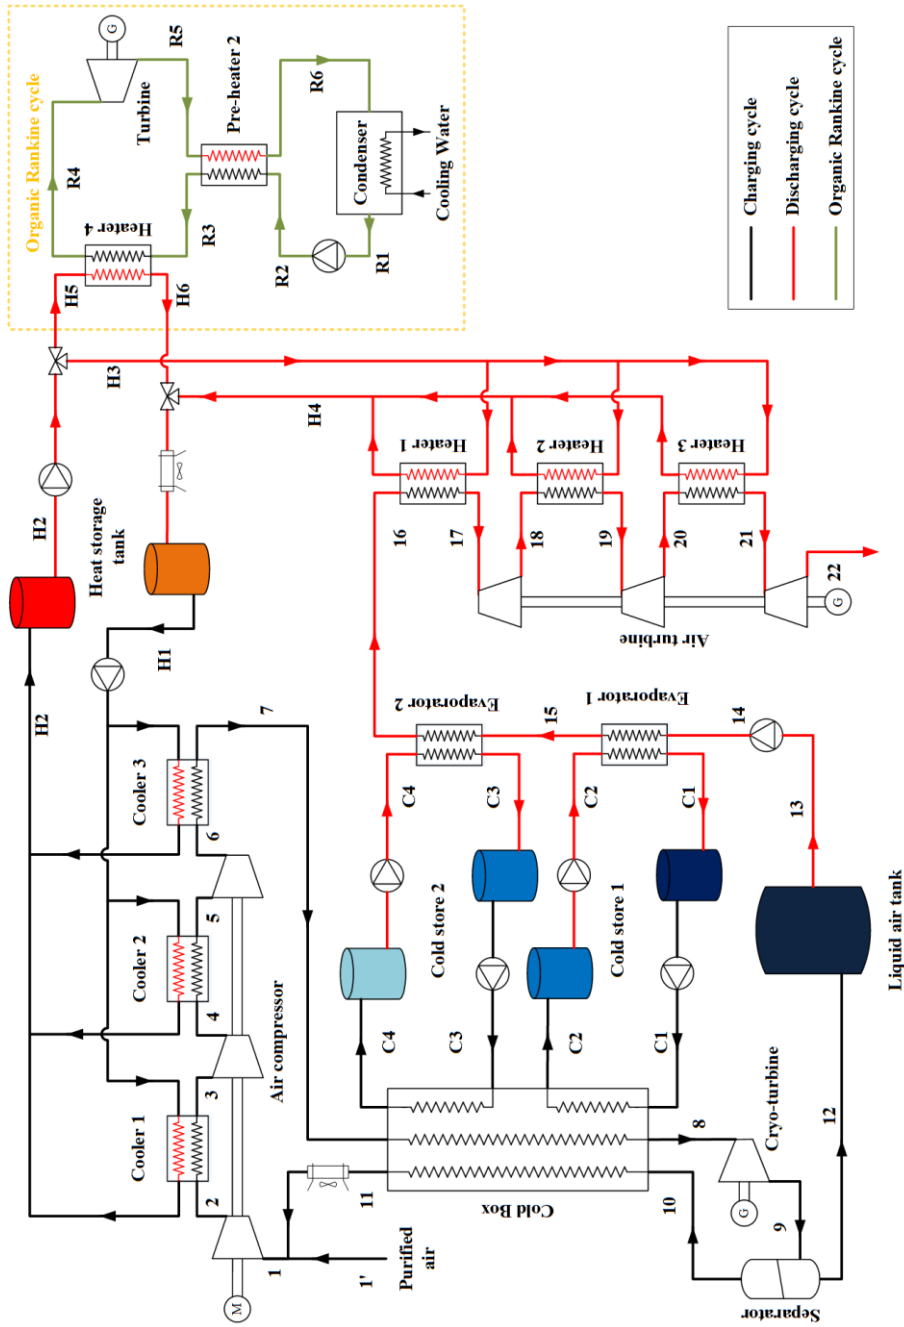 Organic Rankine cycle
G
R5
Turbine
R4
Pre-heater 2
R6
Condenser
Cooling Water
Heater 4
R3
R2
R1
H5
H6
Charging cycle
Discharging cycle
Organic Rankine cycle
H3
H4
H2
Heat storage
tank
H1
Heater 1
Heater 2
Heater 3
16
17
18
19
20
21
22
G
Air turbine
H2
7
Cooler 3
6
5
Cooler 2
4
3
Cooler 1
2
Air compressor
M
1
1'
Purified
air
Evaporator 2
15
Evaporator 1
14
13
C4
C3
C2
C1
Cold store 2
Cold store 1
C4
C3
C2
C1
Liquid air tank
12
Cold Box
11
10
8
Cryo-turbine
G
9
Separator